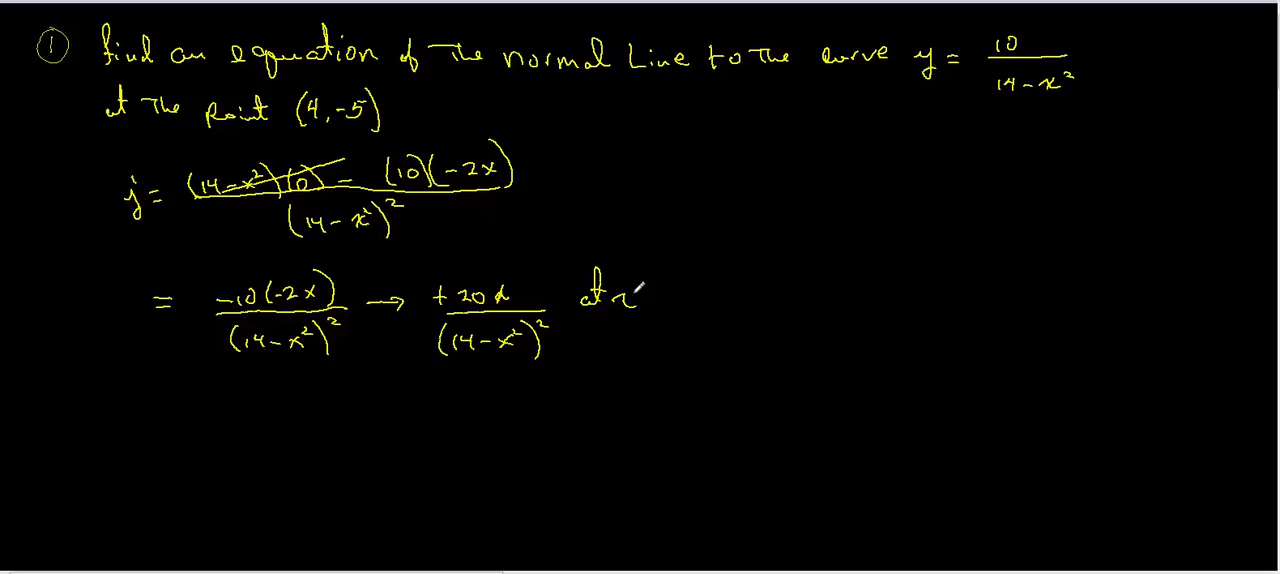 ① find an equation of the normal Line to the curve y = 10 / (14 - x²)
at the point (4, -5)
ẏ = ((14 - x²)(0) - (10)(-2x)) / (14 - x²)²
= -10(-2x) / (14 - x²)² → +20x / (14 - x²)² at x